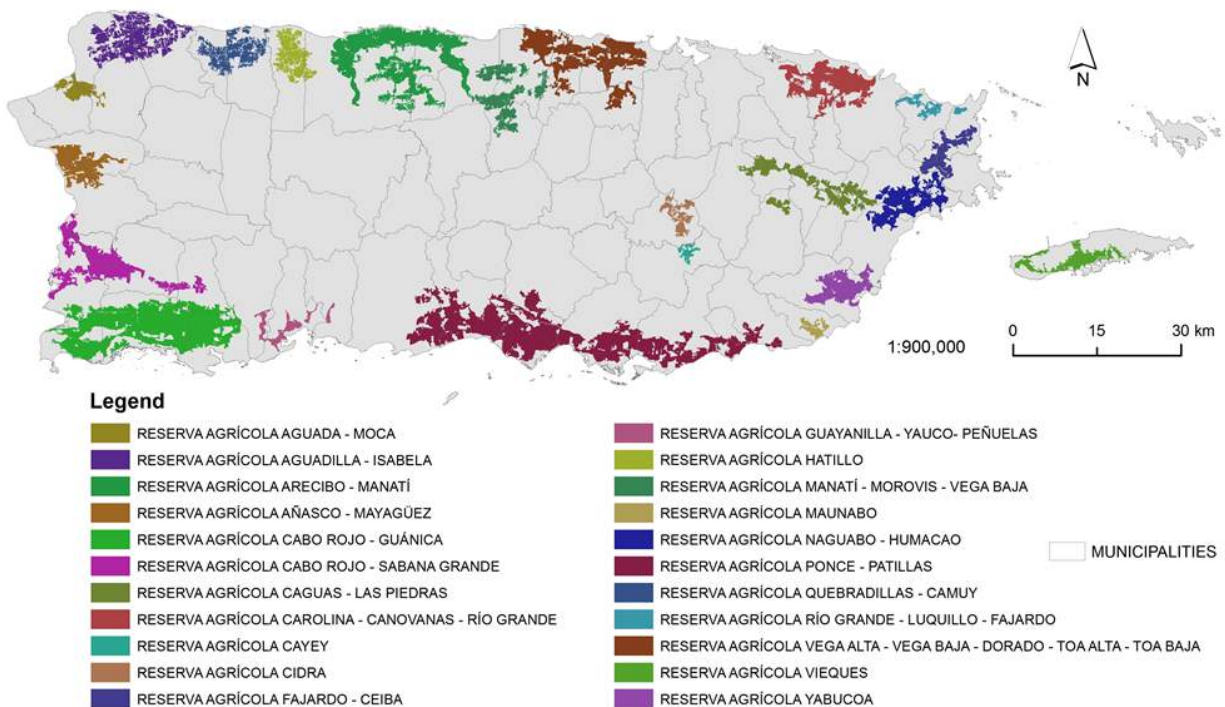 N
1:900,000
0 15 30 km
Legend
RESERVA AGRÍCOLA AGUADA - MOCA
RESERVA AGRÍCOLA AGUADILLA - ISABELA
RESERVA AGRÍCOLA ARECIBO - MANATÍ
RESERVA AGRÍCOLA AÑASCO - MAYAGÜEZ
RESERVA AGRÍCOLA CABO ROJO - GUÁNICA
RESERVA AGRÍCOLA CABO ROJO - SABANA GRANDE
RESERVA AGRÍCOLA CAGUAS - LAS PIEDRAS
RESERVA AGRÍCOLA CAROLINA - CANOVANAS - RÍO GRANDE
RESERVA AGRÍCOLA CAYEY
RESERVA AGRÍCOLA CIDRA
RESERVA AGRÍCOLA FAJARDO - CEIBA
RESERVA AGRÍCOLA GUAYANILLA - YAUCO- PEÑUELAS
RESERVA AGRÍCOLA HATILLO
RESERVA AGRÍCOLA MANATÍ - MOROVIS - VEGA BAJA
RESERVA AGRÍCOLA MAUNABO
RESERVA AGRÍCOLA NAGUABO - HUMACAO
RESERVA AGRÍCOLA PONCE - PATILLAS
RESERVA AGRÍCOLA QUEBRADILLAS - CAMUY
RESERVA AGRÍCOLA RÍO GRANDE - LUQUILLO - FAJARDO
RESERVA AGRÍCOLA VEGA ALTA - VEGA BAJA - DORADO - TOA ALTA - TOA BAJA
RESERVA AGRÍCOLA VIEQUES
RESERVA AGRÍCOLA YABUCOA
MUNICIPALITIES